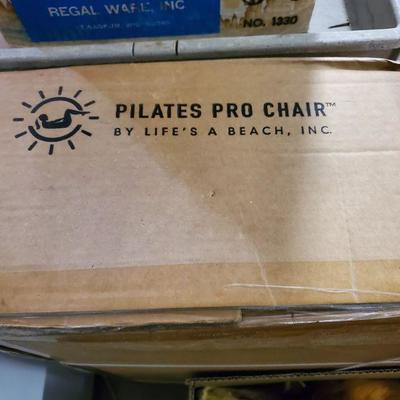 REGAL WARE, INC
NO. 1330
PILATES PRO CHAIR™
BY LIFE'S A BEACH, INC.